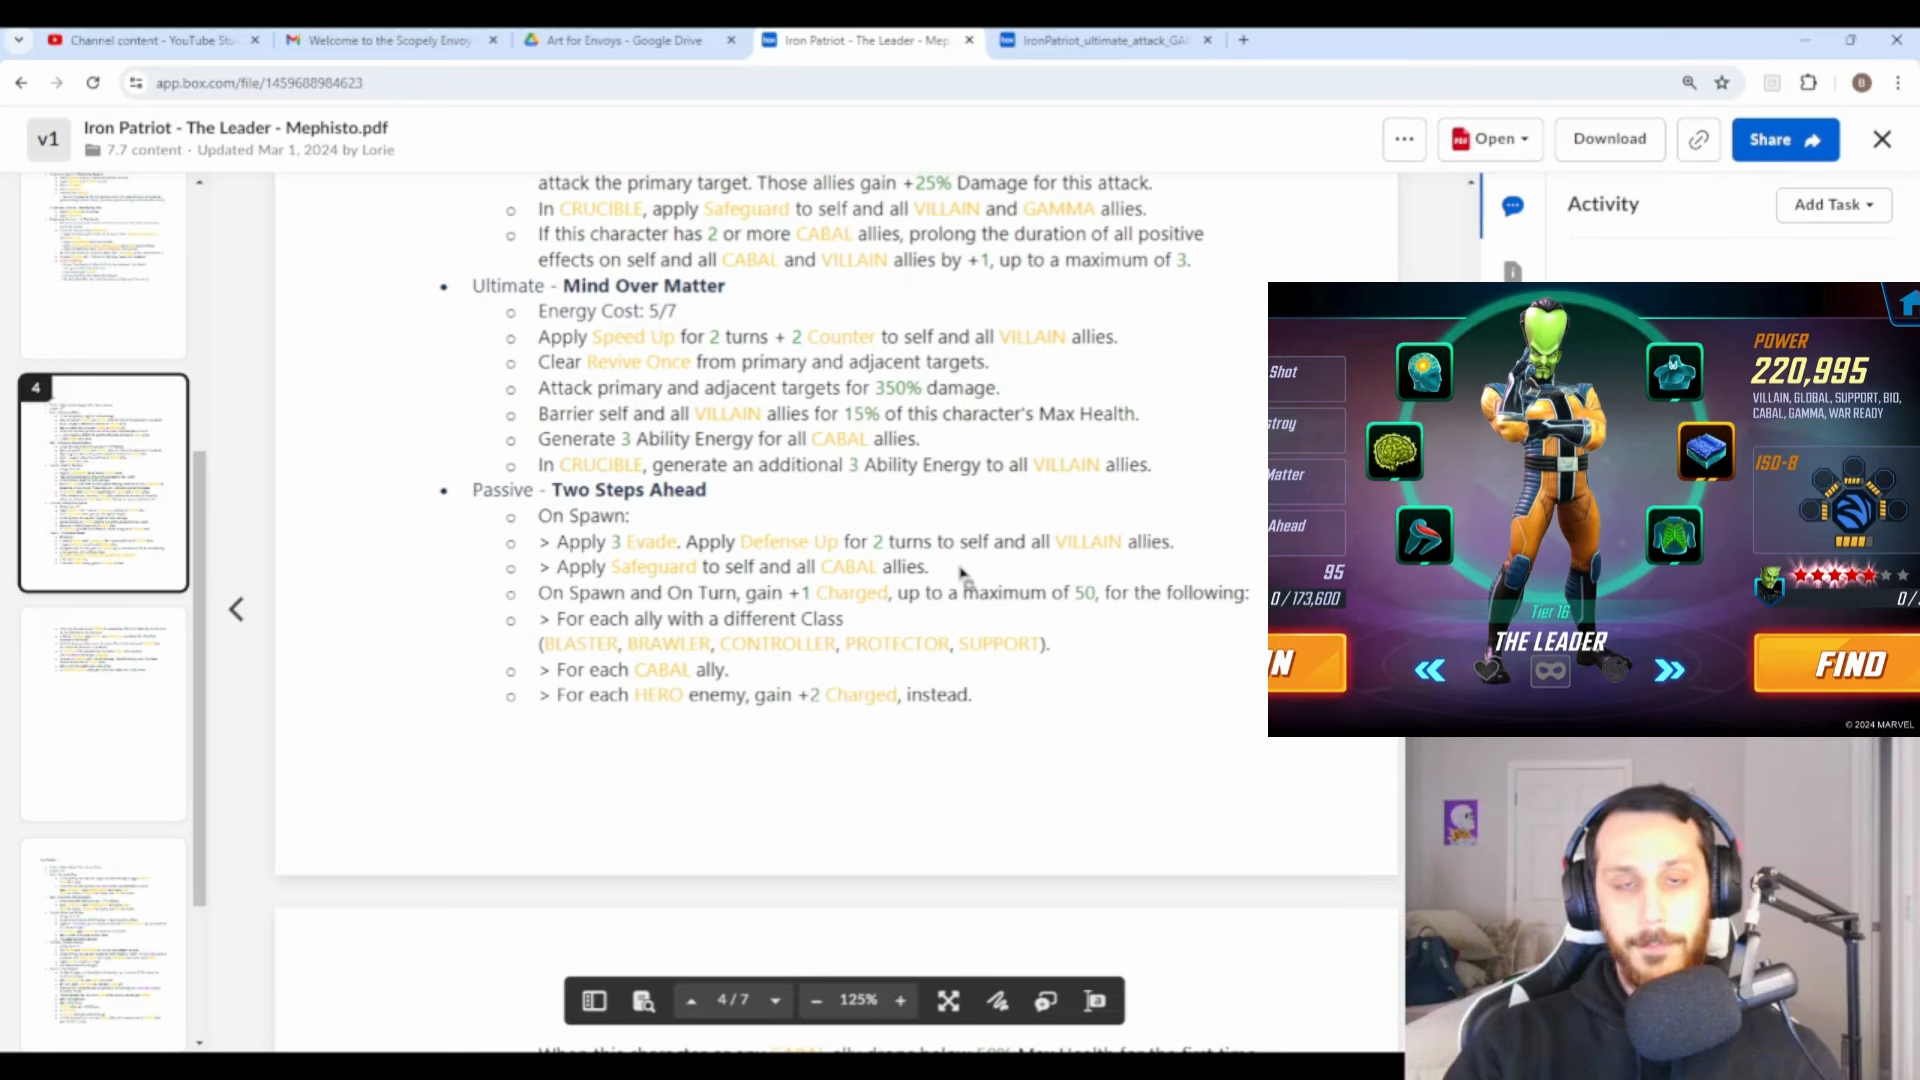 Channel content - YouTube Stu
Welcome to the Scopely Envoy
Art for Envoys - Google Drive
Iron Patriot - The Leader - Mep
IronPatriot_ultimate_attack_GA
app.box.com/file/1459688984623
B
v1
Iron Patriot - The Leader - Mephisto.pdf
7.7 content · Updated Mar 1, 2024 by Lorie
PDF Open
Download
Share
Activity
Add Task
4
attack the primary target. Those allies gain +25% Damage for this attack.
In CRUCIBLE, apply Safeguard to self and all VILLAIN and GAMMA allies.
If this character has 2 or more CABAL allies, prolong the duration of all positive
effects on self and all CABAL and VILLAIN allies by +1, up to a maximum of 3.
Ultimate - Mind Over Matter
Energy Cost: 5/7
Apply Speed Up for 2 turns + 2 Counter to self and all VILLAIN allies.
Clear Revive Once from primary and adjacent targets.
Attack primary and adjacent targets for 350% damage.
Barrier self and all VILLAIN allies for 15% of this character's Max Health.
Generate 3 Ability Energy for all CABAL allies.
In CRUCIBLE, generate an additional 3 Ability Energy to all VILLAIN allies.
Passive - Two Steps Ahead
On Spawn:
> Apply 3 Evade. Apply Defense Up for 2 turns to self and all VILLAIN allies.
> Apply Safeguard to self and all CABAL allies.
On Spawn and On Turn, gain +1 Charged, up to a maximum of 50, for the following:
> For each ally with a different Class
(BLASTER, BRAWLER, CONTROLLER, PROTECTOR, SUPPORT).
> For each CABAL ally.
> For each HERO enemy, gain +2 Charged, instead.
4 / 7
125%
Shot
stroy
Matter
Ahead
95
0/173,600
IN
POWER
220,995
VILLAIN, GLOBAL, SUPPORT, BIO,
CABAL, GAMMA, WAR READY
ISO-8
0/
Tier 16
THE LEADER
FIND
© 2024 MARVEL